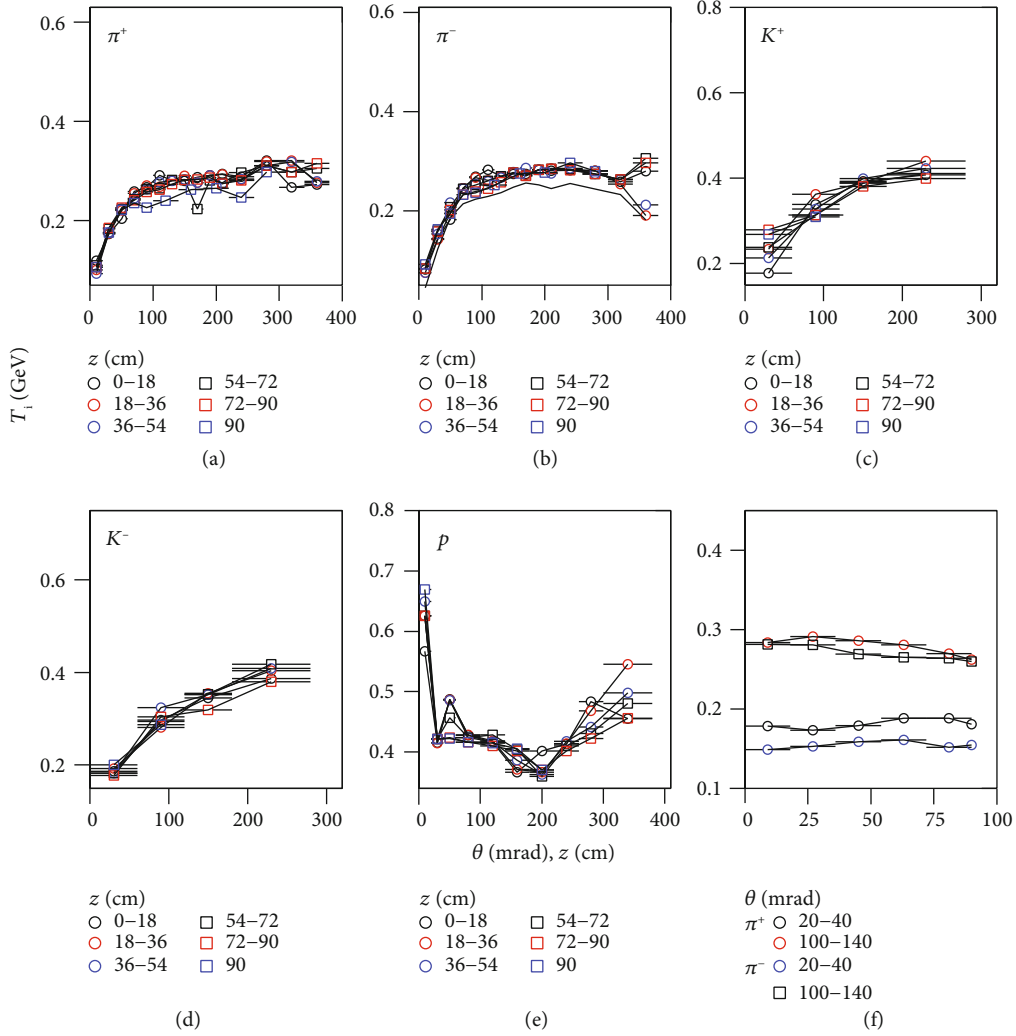 π⁺
0.6
0.4
0.2
0 100 200 300 400
z (cm)
0–18 54–72
18–36 72–90
36–54 90
(a)
π⁻
0.6
0.4
0.2
0 100 200 300 400
z (cm)
0–18 54–72
18–36 72–90
36–54 90
(b)
K⁺
0.8
0.6
0.4
0.2
0 100 200 300
z (cm)
0–18 54–72
18–36 72–90
36–54 90
(c)
T_i (GeV)
K⁻
0.6
0.4
0.2
0 100 200 300
z (cm)
0–18 54–72
18–36 72–90
36–54 90
(d)
p
0.8
0.7
0.6
0.5
0.4
0 100 200 300 400
θ (mrad), z (cm)
z (cm)
0–18 54–72
18–36 72–90
36–54 90
(e)
0.4
0.3
0.2
0.1
0 25 50 75 100
θ (mrad)
π⁺ 20–40
100–140
π⁻ 20–40
100–140
(f)